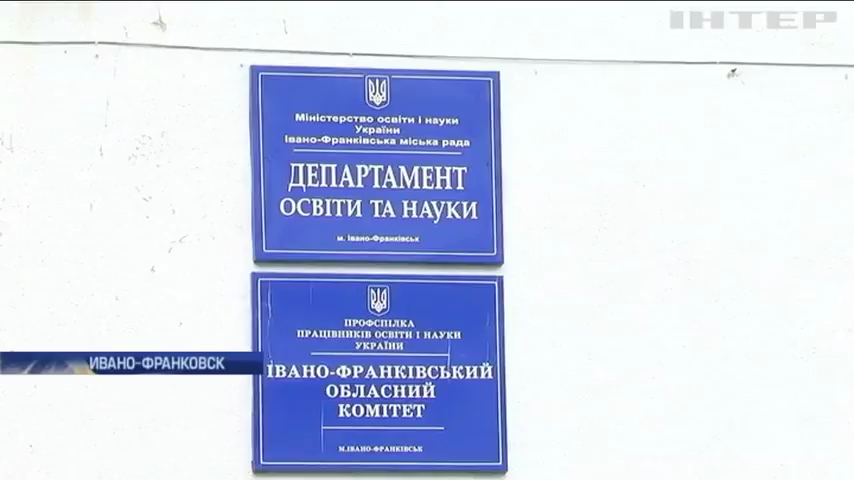 ІНТЕР
Міністерство освіти і науки
України
Івано-Франківська міська рада
ДЕПАРТАМЕНТ
ОСВІТИ ТА НАУКИ
м. Івано-Франківськ
ПРОФСПІЛКА
ПРАЦІВНИКІВ ОСВІТИ І НАУКИ
УКРАЇНИ
ІВАНО-ФРАНКІВСЬКИЙ
ОБЛАСНИЙ
КОМІТЕТ
М.ІВАНО-ФРАНКІВСЬК
ИВАНО-ФРАНКОВСК